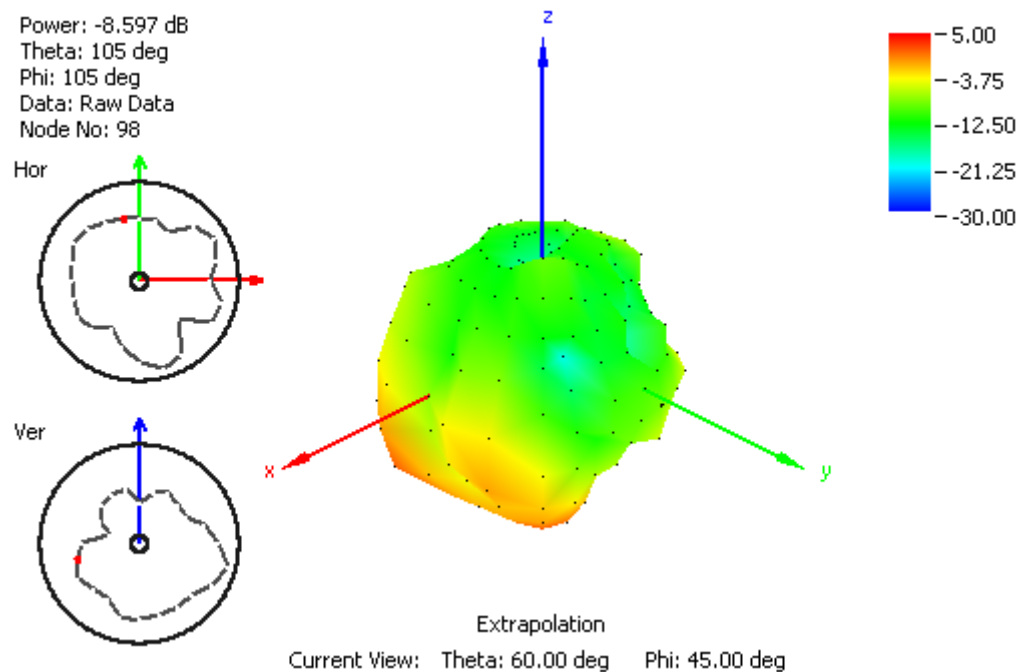 Power: -8.597 dB
Theta: 105 deg
Phi: 105 deg
Data: Raw Data
Node No: 98
Hor
Ver
z
x
y
5.00
-3.75
-12.50
-21.25
-30.00
Extrapolation
Current View: Theta: 60.00 deg Phi: 45.00 deg